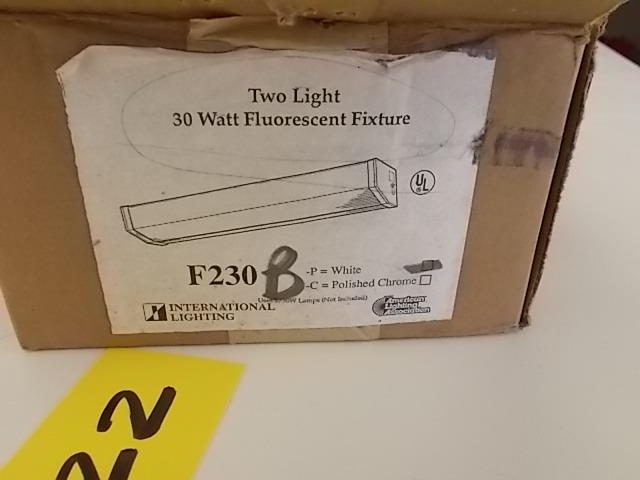 Two Light
30 Watt Fluorescent Fixture
UL
F230 B
-P = White
-C = Polished Chrome
Lamps (Not Included)
INTERNATIONAL
LIGHTING
American
Lighting
Association
22